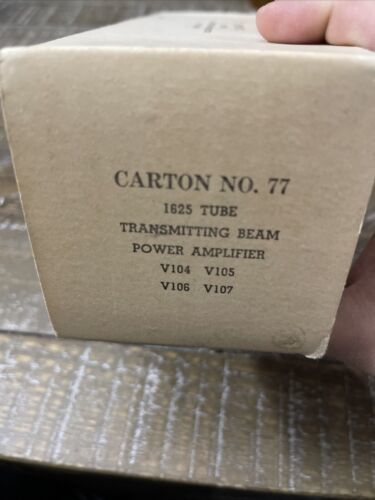 CARTON NO. 77
1625 TUBE
TRANSMITTING BEAM
POWER AMPLIFIER
V104 V105
V106 V107